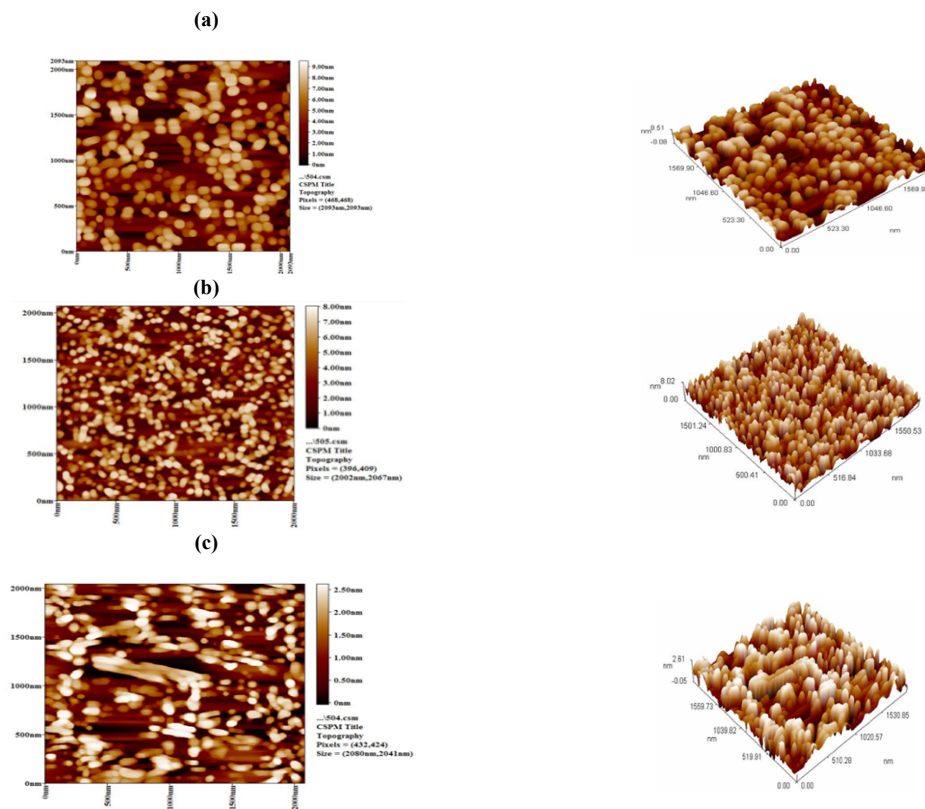 (a)
2093nm
2000nm
1500nm
1000nm
500nm
0nm
0nm
500nm
1000nm
1500nm
2000nm
2093nm
9.00nm
8.00nm
7.00nm
6.00nm
5.00nm
4.00nm
3.00nm
2.00nm
1.00nm
0nm
...\504.csm
CSPM Title
Topography
Pixels = (468,468)
Size = (2093nm,2093nm)
nm
9.51
-0.08
1569.90
nm
1046.60
523.30
0.00
0.00
523.30
1046.60
nm
(b)
2000nm
1500nm
1000nm
500nm
0nm
0nm
500nm
1000nm
1500nm
2000nm
8.00nm
7.00nm
6.00nm
5.00nm
4.00nm
3.00nm
2.00nm
1.00nm
0nm
...\505.csm
CSPM Title
Topography
Pixels = (396,409)
Size = (2002nm,2067nm)
nm
8.02
0.00
1501.24
nm
1000.83
500.41
0.00
0.00
516.84
1033.68
1550.53
nm
(c)
2000nm
1500nm
1000nm
500nm
0nm
0nm
500nm
1000nm
1500nm
2000nm
2.50nm
2.00nm
1.50nm
1.00nm
0.50nm
0nm
...\504.csm
CSPM Title
Topography
Pixels = (432,424)
Size = (2080nm,2041nm)
nm
2.61
-0.05
1559.73
1039.82
nm
519.91
0.00
0.00
510.28
1020.57
1530.85
nm